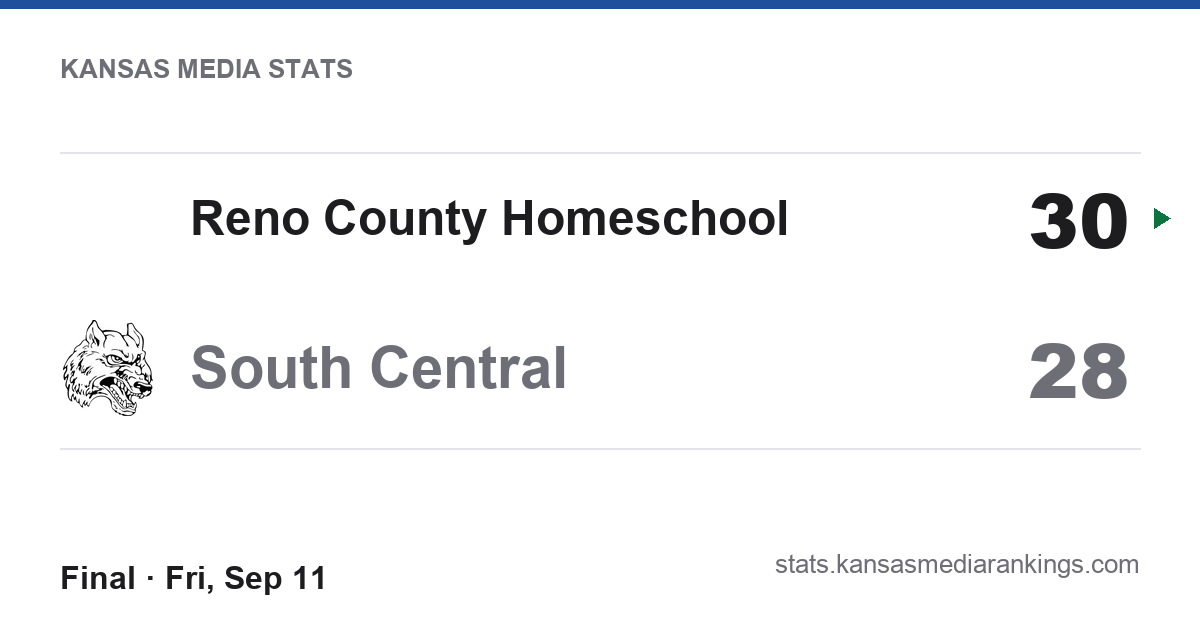 KANSAS MEDIA STATS
Reno County Homeschool 30
South Central 28
Final · Fri, Sep 11
stats.kansasmediarankings.com